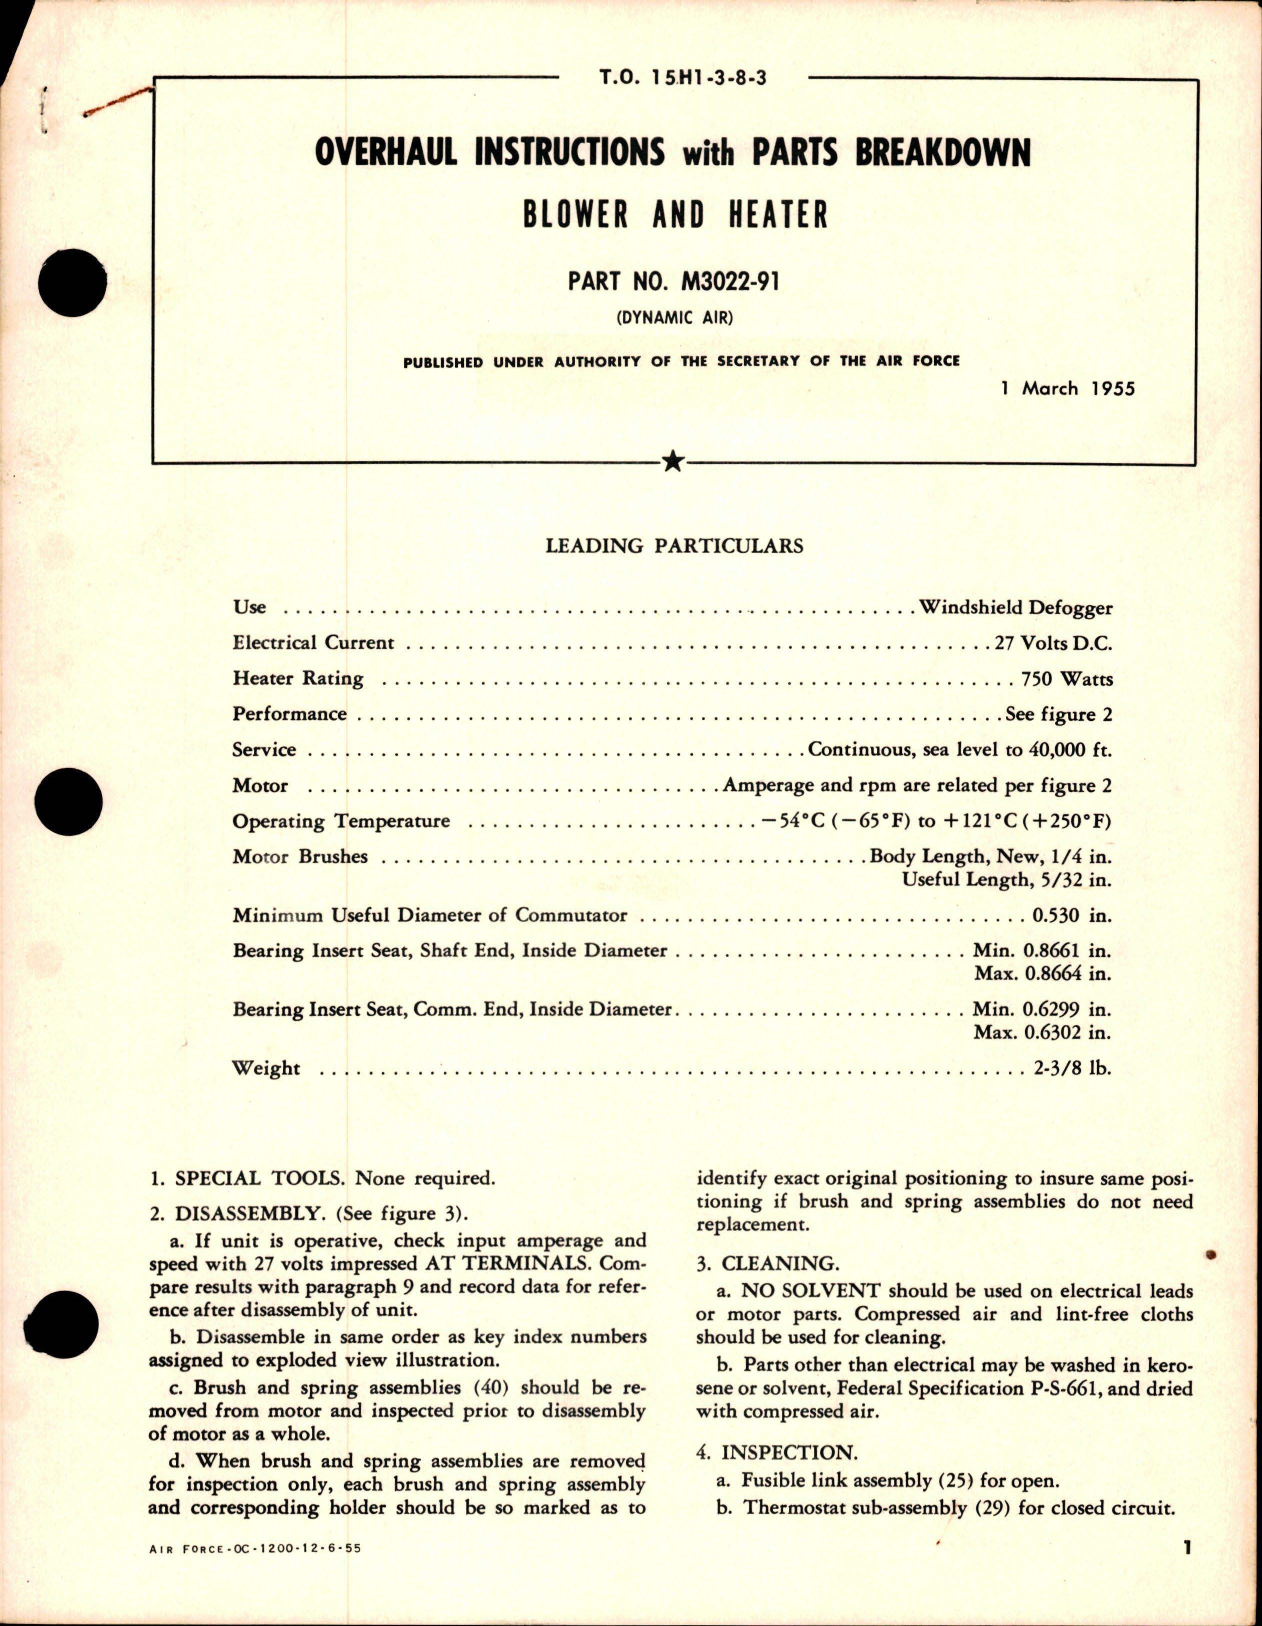 T.O. 15H1-3-8-3
OVERHAUL INSTRUCTIONS with PARTS BREAKDOWN
BLOWER AND HEATER
PART NO. M3022-91
(DYNAMIC AIR)
PUBLISHED UNDER AUTHORITY OF THE SECRETARY OF THE AIR FORCE
1 March 1955
LEADING PARTICULARS
Use . . . . . . . . . . Windshield Defogger
Electrical Current . . . . . . . . . . 27 Volts D.C.
Heater Rating . . . . . . . . . . 750 Watts
Performance . . . . . . . . . . See figure 2
Service . . . . . . . . . . Continuous, sea level to 40,000 ft.
Motor . . . . . . . . . . Amperage and rpm are related per figure 2
Operating Temperature . . . . . . . . . . −54°C (−65°F) to +121°C (+250°F)
Motor Brushes . . . . . . . . . . Body Length, New, 1/4 in.
Useful Length, 5/32 in.
Minimum Useful Diameter of Commutator . . . . . . . . . . 0.530 in.
Bearing Insert Seat, Shaft End, Inside Diameter . . . . . . . . . . Min. 0.8661 in.
Max. 0.8664 in.
Bearing Insert Seat, Comm. End, Inside Diameter. . . . . . . . . . Min. 0.6299 in.
Max. 0.6302 in.
Weight . . . . . . . . . . 2-3/8 lb.
1. SPECIAL TOOLS. None required.
2. DISASSEMBLY. (See figure 3).
a. If unit is operative, check input amperage and
speed with 27 volts impressed AT TERMINALS. Com-
pare results with paragraph 9 and record data for refer-
ence after disassembly of unit.
b. Disassemble in same order as key index numbers
assigned to exploded view illustration.
c. Brush and spring assemblies (40) should be re-
moved from motor and inspected prior to disassembly
of motor as a whole.
d. When brush and spring assemblies are removed
for inspection only, each brush and spring assembly
and corresponding holder should be so marked as to
identify exact original positioning to insure same posi-
tioning if brush and spring assemblies do not need
replacement.
3. CLEANING.
a. NO SOLVENT should be used on electrical leads
or motor parts. Compressed air and lint-free cloths
should be used for cleaning.
b. Parts other than electrical may be washed in kero-
sene or solvent, Federal Specification P-S-661, and dried
with compressed air.
4. INSPECTION.
a. Fusible link assembly (25) for open.
b. Thermostat sub-assembly (29) for closed circuit.
AIR FORCE-OC-1200-12-6-55
1